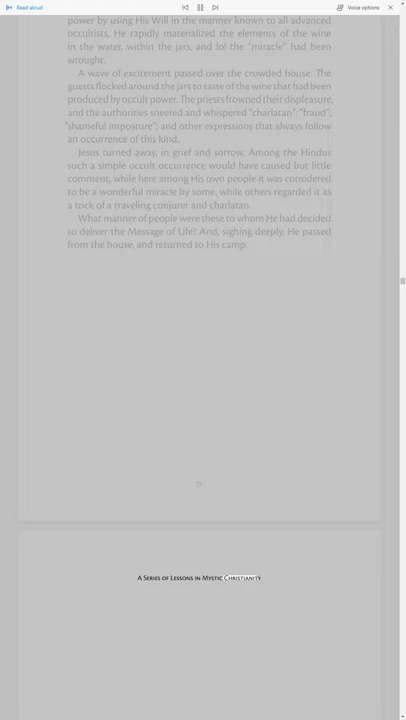 Read aloud
Voice options
power by using His Will in the manner known to all advanced
occultists, He rapidly materialized the elements of the wine
in the water, within the jars, and lo! the "miracle" had been
wrought.
A wave of excitement passed over the crowded house. The
guests flocked around the jars to taste of the wine that had been
produced by occult power. The priests frowned their displeasure,
and the authorities sneered and whispered "charlatan"; "fraud";
"shameful imposture"; and other expressions that always follow
an occurrence of this kind.
Jesus turned away, in grief and sorrow. Among the Hindus
such a simple occult occurrence would have caused but little
comment, while here among His own people it was considered
to be a wonderful miracle by some, while others regarded it as
a trick of a traveling conjurer and charlatan.
What manner of people were these to whom He had decided
to deliver the Message of Life? And, sighing deeply, He passed
from the house, and returned to His camp.
A Series of Lessons in Mystic Christianity